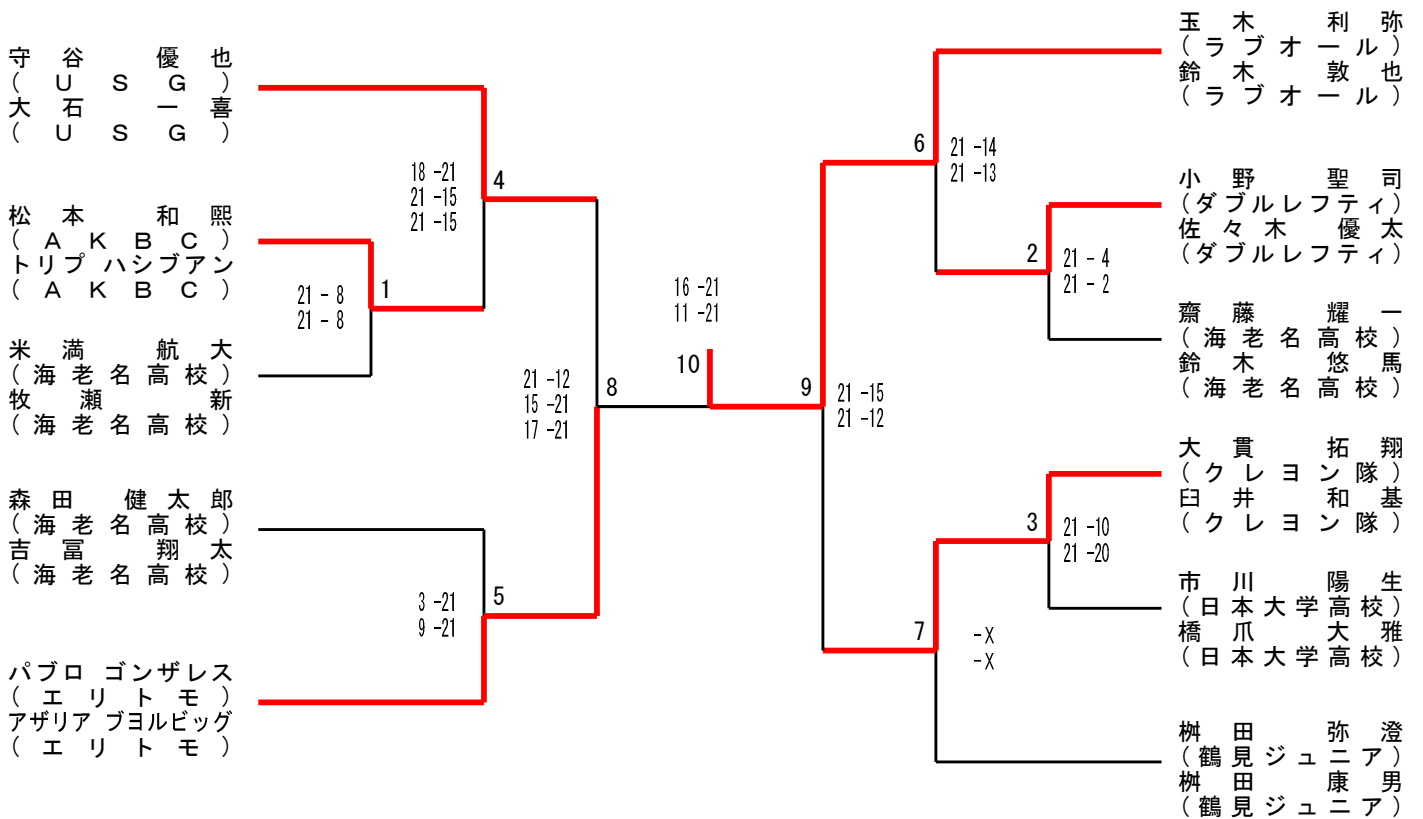 守谷 優也
(USG)
大石 一喜
(USG)
松本 和熙
(AKBC)
トリプ ハシブアン
(AKBC)
米満 航大
(海老名高校)
牧瀬 新
(海老名高校)
森田 健太郎
(海老名高校)
吉冨 翔太
(海老名高校)
パブロ ゴンザレス
(エリトモ)
アザリア ブヨルビッグ
(エリトモ)
21 - 8
21 - 8
1
18 -21
21 -15
21 -15
4
3 -21
9 -21
5
21 -12
15 -21
17 -21
8
16 -21
11 -21
10
9
21 -15
21 -12
6
21 -14
21 -13
2
21 - 4
21 - 2
3
21 -10
21 -20
7
-X
-X
玉木 利弥
(ラブオール)
鈴木 敦也
(ラブオール)
小野 聖司
(ダブルレフティ)
佐々木 優太
(ダブルレフティ)
齋藤 耀一
(海老名高校)
鈴木 悠馬
(海老名高校)
大貫 拓翔
(クレヨン隊)
臼井 和基
(クレヨン隊)
市川 陽生
(日本大学高校)
橋爪 大雅
(日本大学高校)
桝田 弥澄
(鶴見ジュニア)
桝田 康男
(鶴見ジュニア)